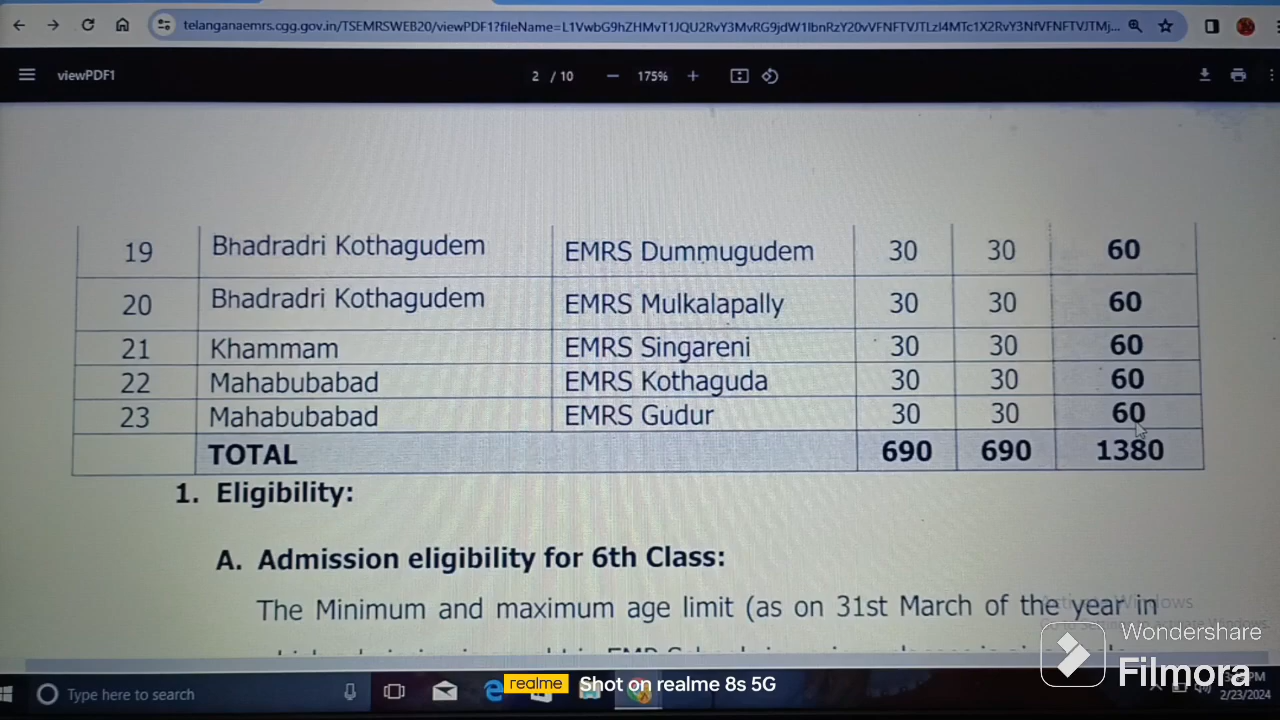 telanganaemrs.cgg.gov.in/TSEMRSWEB20/viewPDF1?fileName=L1VwbG9hZHMvT1JQU2RvY3MvRG9jdW1lbnRzY20vVFNFTVJTLzI4MTc1X2RvY3NfVFNFTVJTMj...
viewPDF1
2 / 10
175%
19 Bhadradri Kothagudem EMRS Dummugudem 30 30 60
20 Bhadradri Kothagudem EMRS Mulkalapally 30 30 60
21 Khammam EMRS Singareni 30 30 60
22 Mahabubabad EMRS Kothaguda 30 30 60
23 Mahabubabad EMRS Gudur 30 30 60
TOTAL 690 690 1380
1. Eligibility:
A. Admission eligibility for 6th Class:
The Minimum and maximum age limit (as on 31st March of the year in
Activate Windows
Wondershare
Filmora
Type here to search
realme Shot on realme 8s 5G
2/23/2024